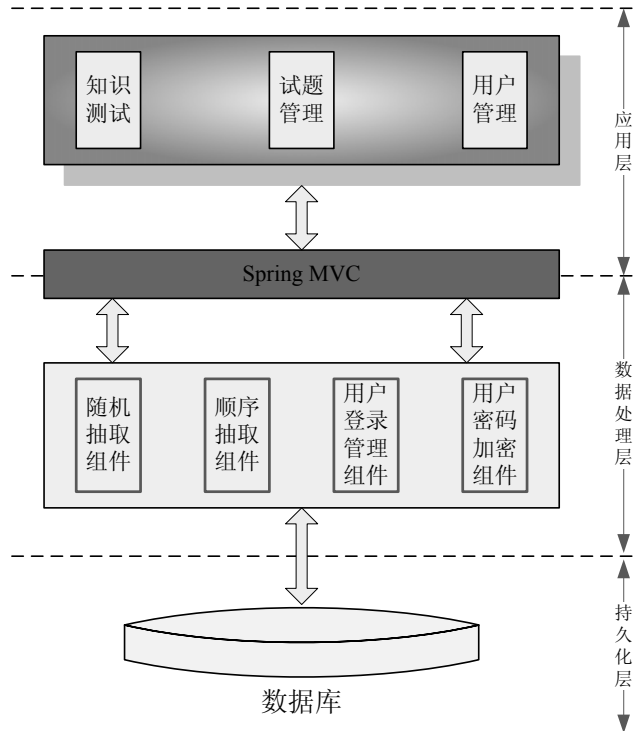 知识
测试
试题
管理
用户
管理
应用层
Spring MVC
随机
抽取
组件
顺序
抽取
组件
用户
登录
管理
组件
用户
密码
加密
组件
数据处理层
数据库
持久化层